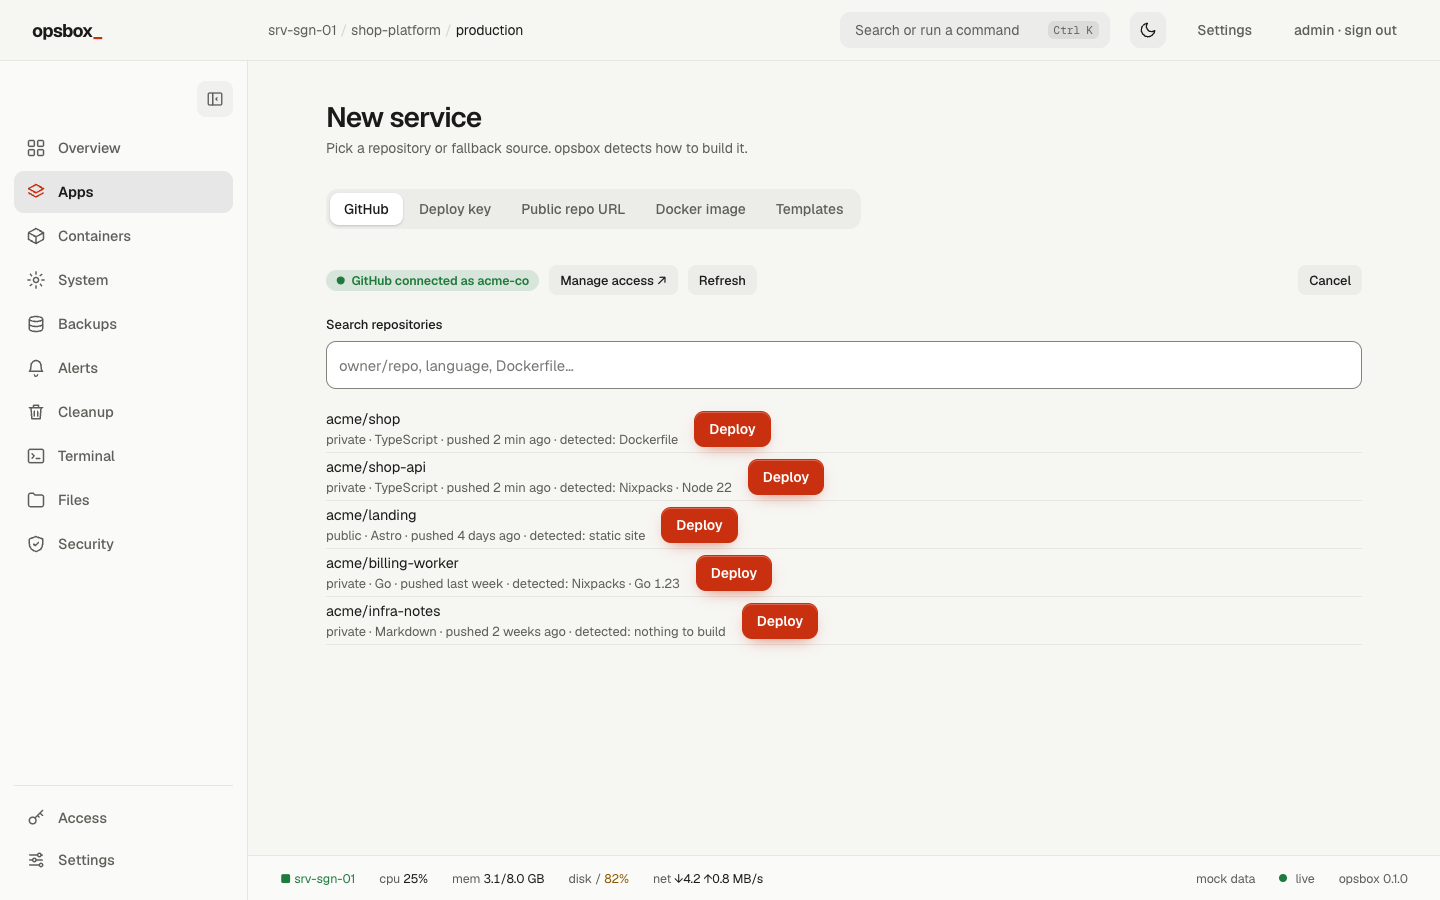 opsbox_
srv-sgn-01 / shop-platform / production
Search or run a command Ctrl K
Settings
admin · sign out
Overview
Apps
Containers
System
Backups
Alerts
Cleanup
Terminal
Files
Security
Access
Settings
New service
Pick a repository or fallback source. opsbox detects how to build it.
GitHub Deploy key Public repo URL Docker image Templates
GitHub connected as acme-co Manage access ↗ Refresh Cancel
Search repositories
owner/repo, language, Dockerfile…
acme/shop
private · TypeScript · pushed 2 min ago · detected: Dockerfile
Deploy
acme/shop-api
private · TypeScript · pushed 2 min ago · detected: Nixpacks · Node 22
Deploy
acme/landing
public · Astro · pushed 4 days ago · detected: static site
Deploy
acme/billing-worker
private · Go · pushed last week · detected: Nixpacks · Go 1.23
Deploy
acme/infra-notes
private · Markdown · pushed 2 weeks ago · detected: nothing to build
Deploy
srv-sgn-01 cpu 25% mem 3.1/8.0 GB disk / 82% net ↓4.2 ↑0.8 MB/s mock data live opsbox 0.1.0